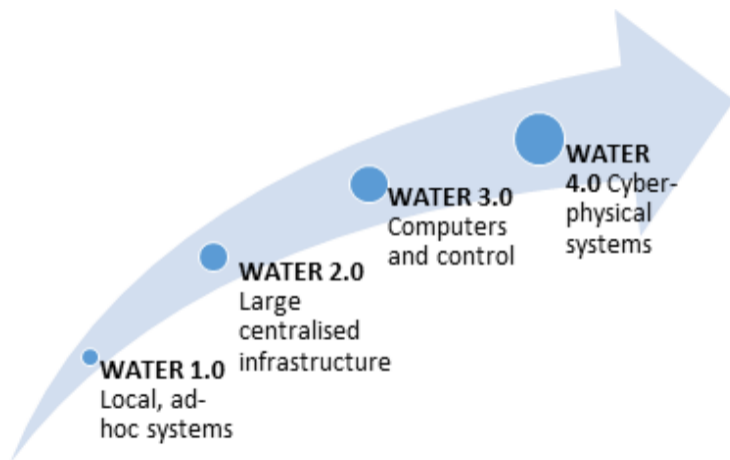 WATER 1.0
Local, ad-
hoc systems
WATER 2.0
Large
centralised
infrastructure
WATER 3.0
Computers
and control
WATER
4.0 Cyber-
physical
systems